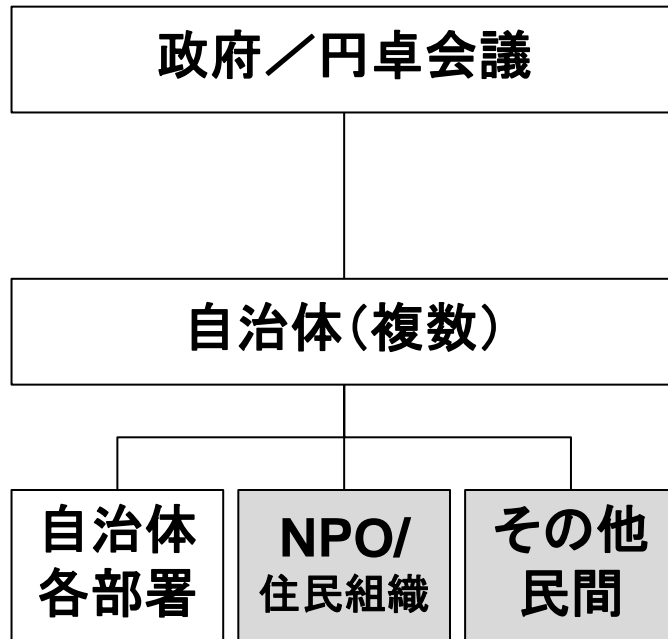 政府／円卓会議
自治体（複数）
自治体
各部署
NPO/
住民組織
その他
民間